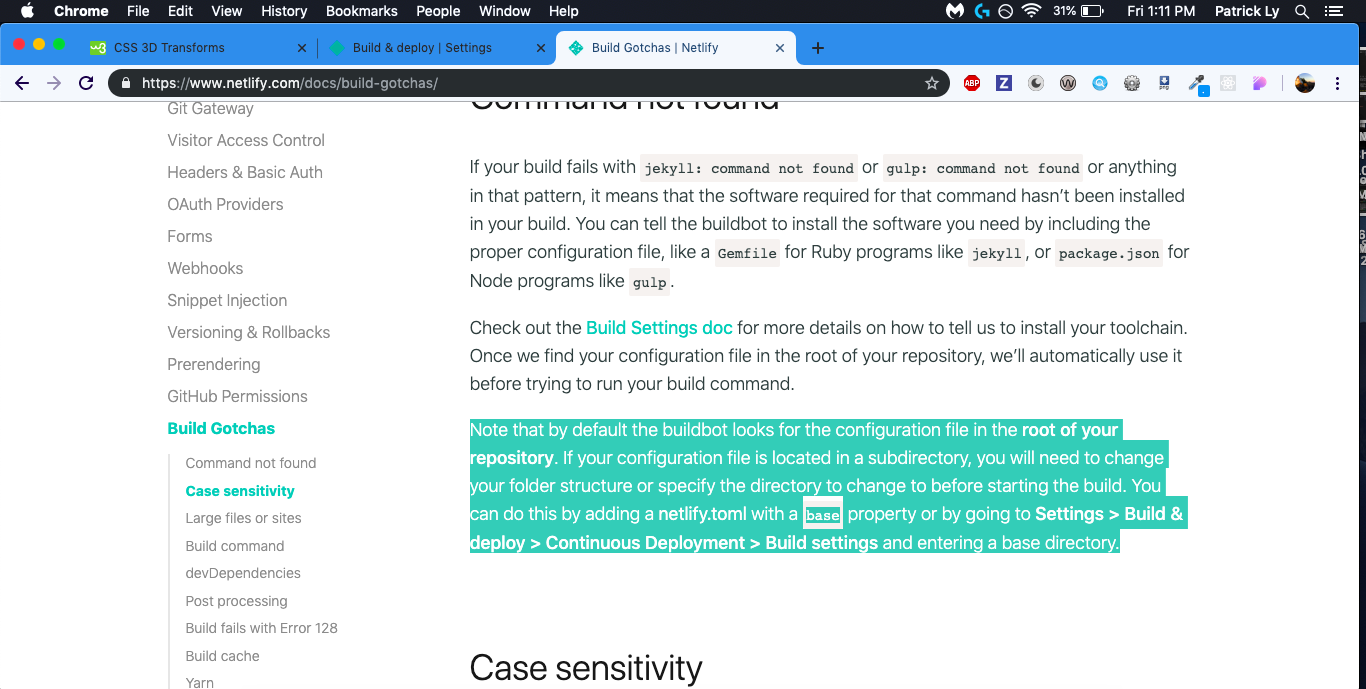 Chrome File Edit View History Bookmarks People Window Help 31% Fri 1:11 PM Patrick Ly
CSS 3D Transforms Build & deploy | Settings Build Gotchas | Netlify
https://www.netlify.com/docs/build-gotchas/
ABP Z W
Git Gateway
Visitor Access Control
Headers & Basic Auth
OAuth Providers
Forms
Webhooks
Snippet Injection
Versioning & Rollbacks
Prerendering
GitHub Permissions
Build Gotchas
Command not found
Case sensitivity
Large files or sites
Build command
devDependencies
Post processing
Build fails with Error 128
Build cache
Yarn
Command not found
If your build fails with jekyll: command not found or gulp: command not found or anything
in that pattern, it means that the software required for that command hasn’t been installed
in your build. You can tell the buildbot to install the software you need by including the
proper configuration file, like a Gemfile for Ruby programs like jekyll, or package.json for
Node programs like gulp.
Check out the Build Settings doc for more details on how to tell us to install your toolchain.
Once we find your configuration file in the root of your repository, we’ll automatically use it
before trying to run your build command.
Note that by default the buildbot looks for the configuration file in the root of your
repository. If your configuration file is located in a subdirectory, you will need to change
your folder structure or specify the directory to change to before starting the build. You
can do this by adding a netlify.toml with a base property or by going to Settings > Build &
deploy > Continuous Deployment > Build settings and entering a base directory.
Case sensitivity